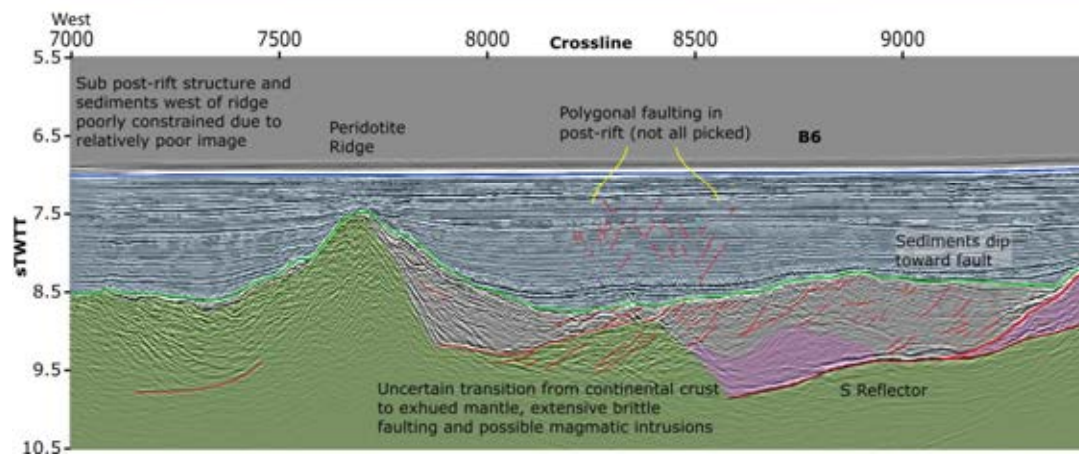 West
7000 7500 8000 Crossline 8500 9000
5.5
Sub post-rift structure and
sediments west of ridge
poorly constrained due to
relatively poor image
Peridotite
Ridge
Polygonal faulting in
post-rift (not all picked)
B6
6.5
7.5
sTWTT
Sediments dip
toward fault
8.5
9.5
Uncertain transition from continental crust
to exhued mantle, extensive brittle
faulting and possible magmatic intrusions
S Reflector
10.5